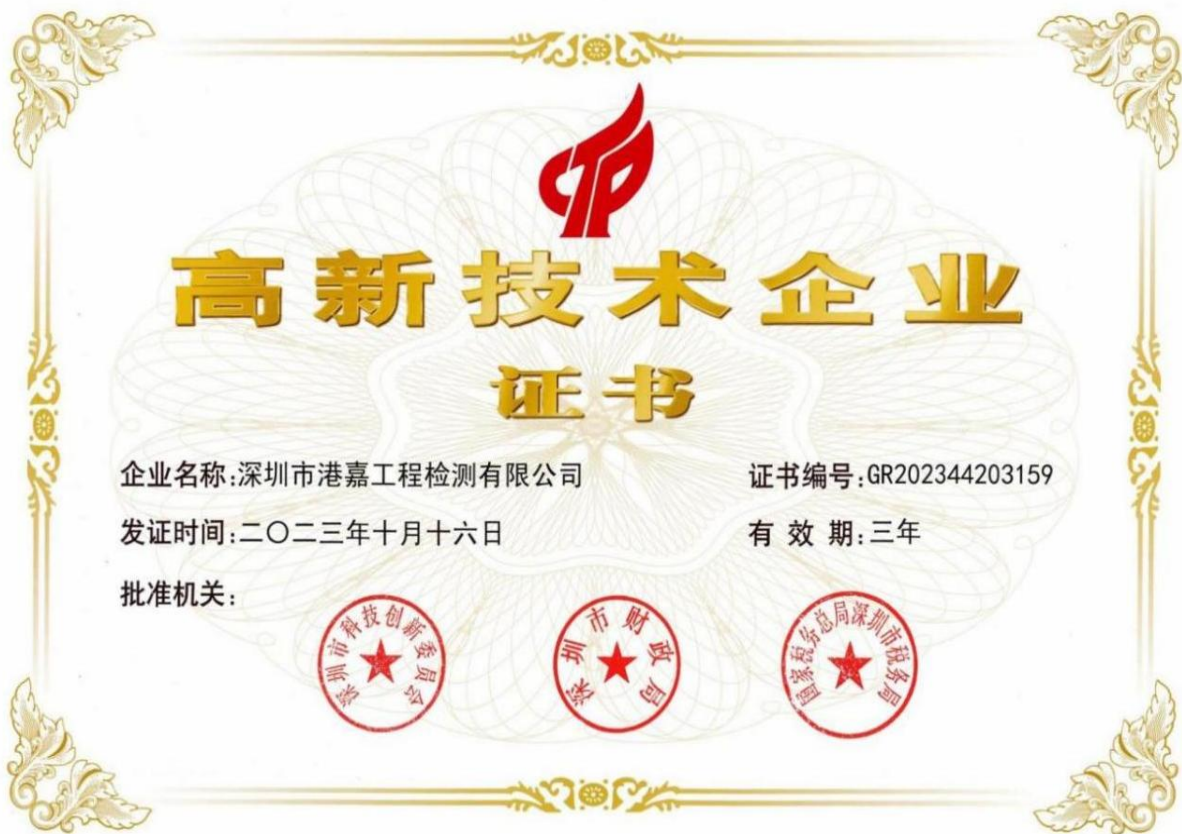 高新技术企业
证书
企业名称:深圳市港嘉工程检测有限公司
证书编号:GR202344203159
发证时间:二〇二三年十月十六日
有效期:三年
批准机关:
深圳市科技创新委员会
深圳市财政局
国家税务总局深圳市税务局